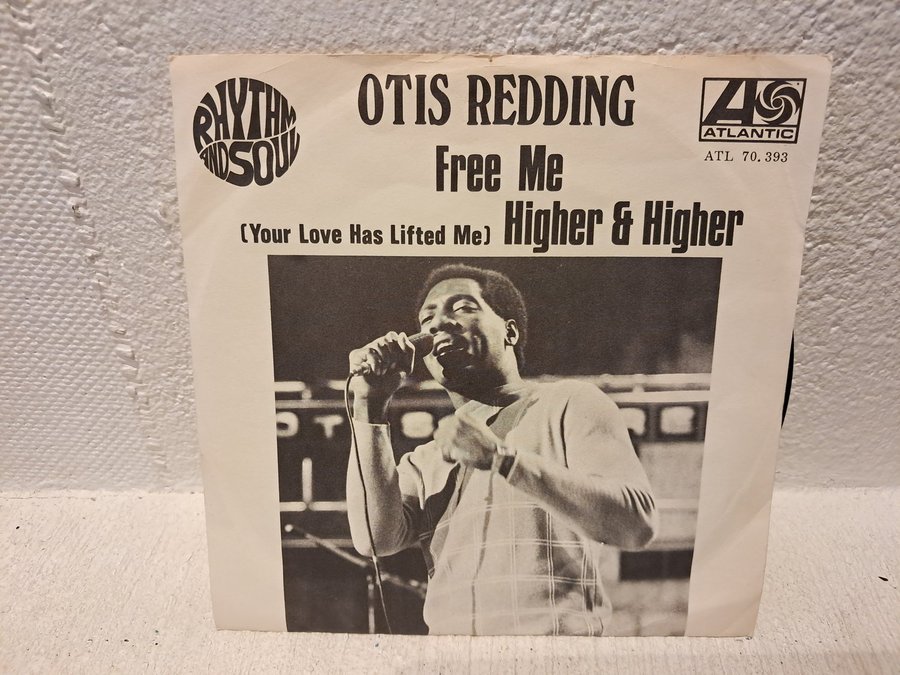 RHYTHM
AND SOUL
OTIS REDDING
ATLANTIC
ATL 70.393
Free Me
(Your Love Has Lifted Me) Higher & Higher